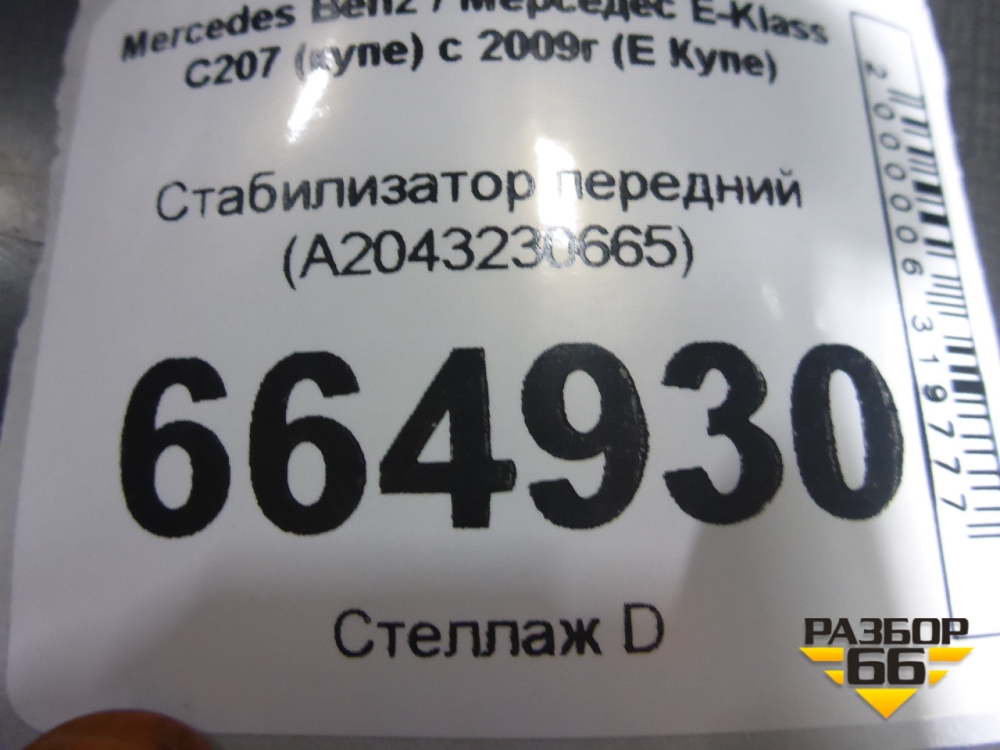 Mercedes Benz / Мерседес E-Klass
C207 (купе) с 2009г (E Купе)
Стабилизатор передний
(A2043230665)
664930
Стеллаж D
2000006319777
РАЗБОР
66